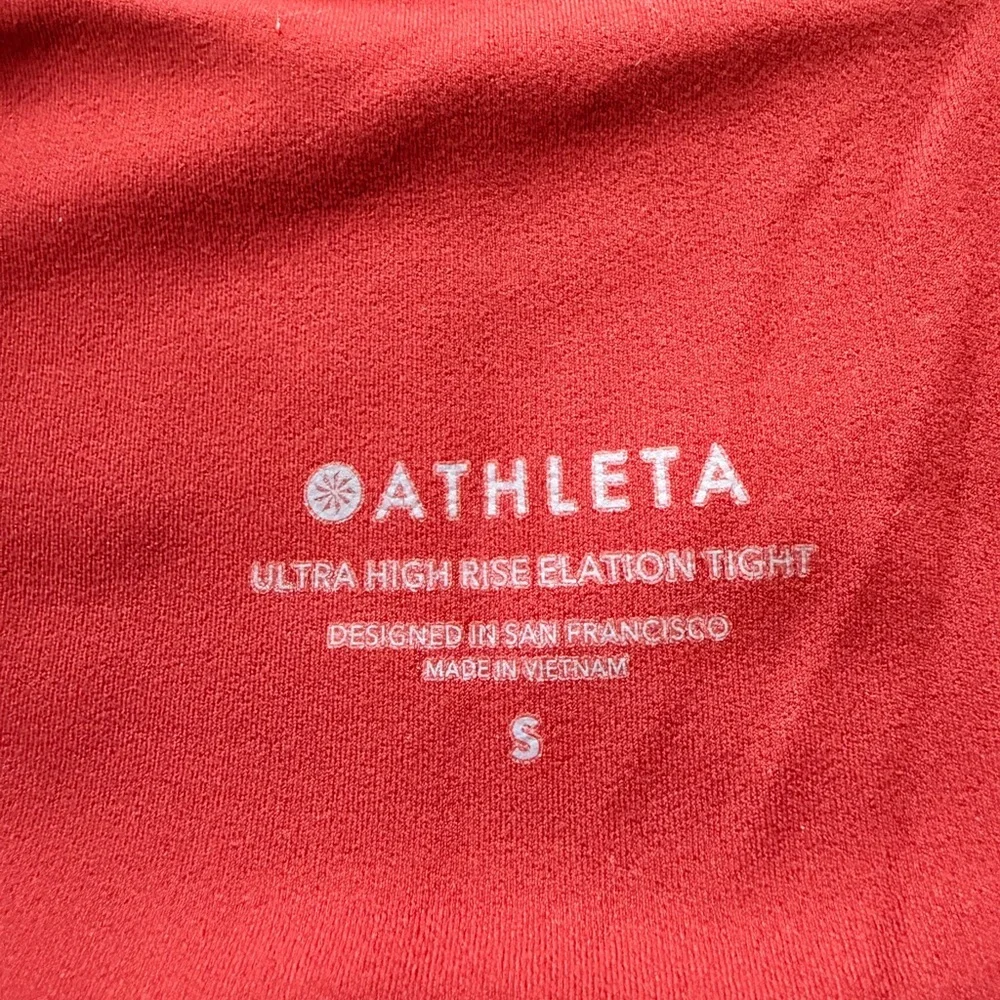 ATHLETA
ULTRA HIGH RISE ELATION TIGHT
DESIGNED IN SAN FRANCISCO
MADE IN VIETNAM
S